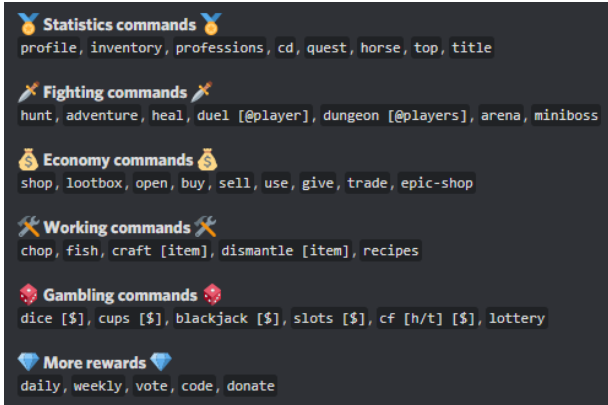 Statistics commands
profile, inventory, professions, cd, quest, horse, top, title
Fighting commands
hunt, adventure, heal, duel [@player], dungeon [@players], arena, miniboss
Economy commands
shop, lootbox, open, buy, sell, use, give, trade, epic-shop
Working commands
chop, fish, craft [item], dismantle [item], recipes
Gambling commands
dice [$], cups [$], blackjack [$], slots [$], cf [h/t] [$], lottery
More rewards
daily, weekly, vote, code, donate